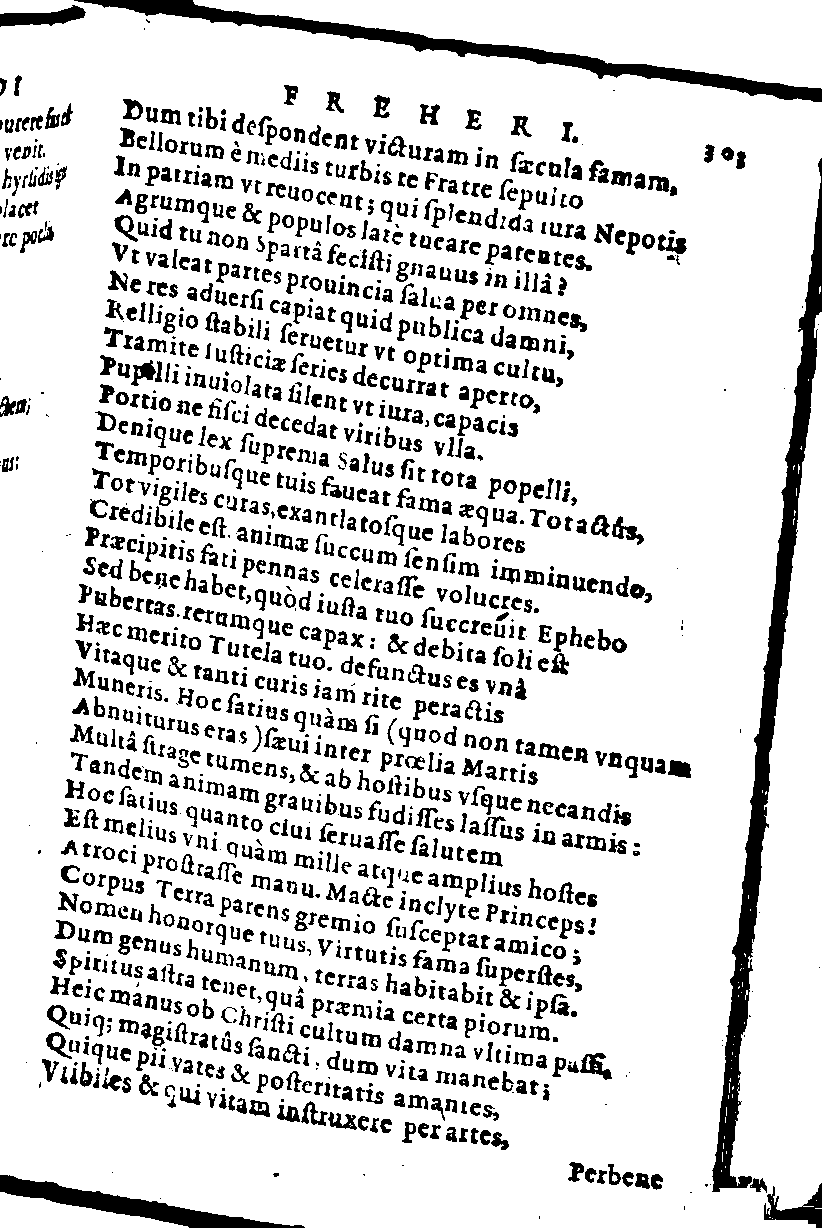 FREHERI. 303
Dum tibi deſpondent victuram in ſæcula famam,
Bellorum è mediis turbis te Fratre ſepulto
In patriam vt reuocent; qui ſplendida iura Nepotis
Agrumque & populos latè tueare parentes.
Quid tu non Spartâ feciſti gnauus in illâ?
Vt valeat partes prouincia ſalua per omnes,
Ne res aduerſi capiat quid publica damni,
Relligio ſtabili ſeruetur vt optima cultu,
Tramite Iuſticiæ ſeries decurrat aperto,
Pupilli inuiolata ſilent vt iura, capacis
Portio ne fiſci decedat viribus vlla.
Denique lex ſuprema Salus ſit tota popelli,
Temporibuſque tuis faueat fama æqua. Tot actûs,
Tot vigiles curas, exantlatoſque labores
Credibile eſt. animæ ſuccum ſenſim imminuendo,
Præcipitis fati pennas celeraſſe volucres.
Sed bene habet, quòd iuſta tuo ſuccreuit Ephebo
Pubertas. rerumque capax: & debita ſoli eſt
Hæc merito Tutela tuo. defunctus es vnâ
Vitaque & tanti curis iam rite peractis
Muneris. Hoc ſatius quàm ſi (quod non tamen vnquam
Abnuiturus eras) ſæui inter prœlia Martis
Multâ ſtrage tumens, & ab hoſtibus vſque necandis
Tandem animam grauibus fudiſſes laſſus in armis:
Hoc ſatius quanto ciui ſeruaſſe ſalutem
Eſt melius vni quàm mille atque amplius hoſtes
Atroci proſtraſſe manu. Macte inclyte Princeps!
Corpus Terra parens gremio ſuſceptat amico;
Nomen honorque tuus, Virtutis fama ſuperſtes,
Dum genus humanum, terras habitabit & ipſa.
Spiritus aſtra tenet, quâ præmia certa piorum.
Heic manus ob Chriſti cultum damna vltima paſſi,
Quiq; magiſtratûs ſancti, dum vita manebat;
Quique pii vates & poſteritatis amantes,
Vtibiles & qui vitam inſtruxere per artes,
Perbene